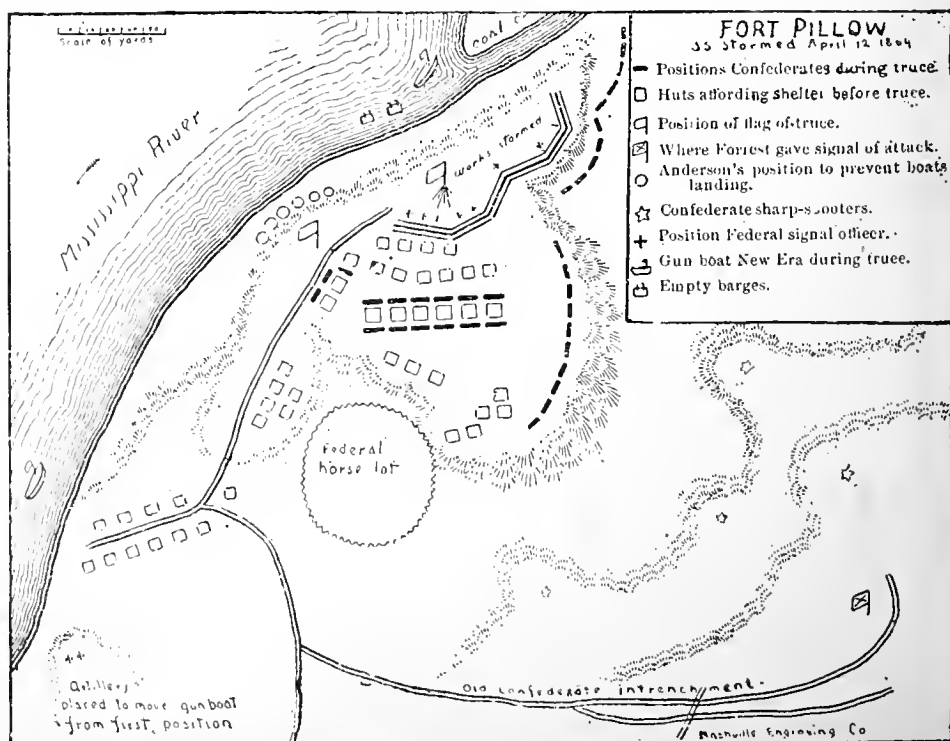 FORT PILLOW
as Stormed April 12 1864
Positions Confederates during truce.
Huts affording shelter before truce.
Position of flag of truce.
Where Forrest gave signal of attack.
Anderson's position to prevent boats
landing.
Confederate sharp-shooters.
Position Federal signal officer.
Gun boat New Era during truce.
Empty barges.
Scale of yards
coal
Mississippi River
works stormed
Federal
horse lot
Artillery
placed to move gunboat
from first position
Old Confederate intrenchment.
Nashville Engraving Co